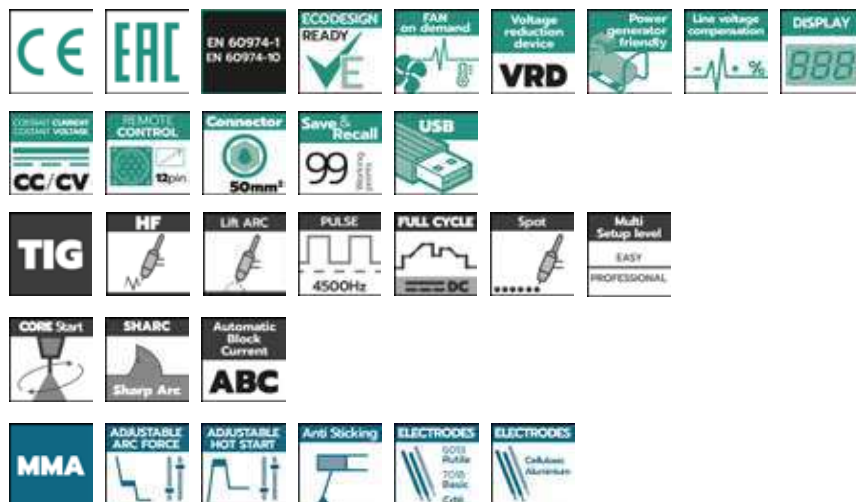 CE
EAC
EN 60974-1
EN 60974-10
ECODESIGN
READY
E
FAN
on demand
Voltage
reduction
device
VRD
Power
generator
friendly
Line voltage
compensation
- + %
DISPLAY
888
CONSTANT CURRENT
COSTANT VOLTAGE
CC/CV
REMOTE
CONTROL
12pin
Connector
50mm²
Save &
Recall
99
Working
points
USB
TIG
HF
Lift ARC
PULSE
4500Hz
FULL CYCLE
DC
Spot
Multi
Setup level
EASY
PROFESSIONAL
CORE Start
SHARC
Sharp Arc
Automatic
Block
Current
ABC
MMA
ADJUSTABLE
ARC FORCE
ADJUSTABLE
HOT START
Anti Sticking
ELECTRODES
6013
Rutile
7018
Basic
CrNi
ELECTRODES
Cellulosic
Aluminium